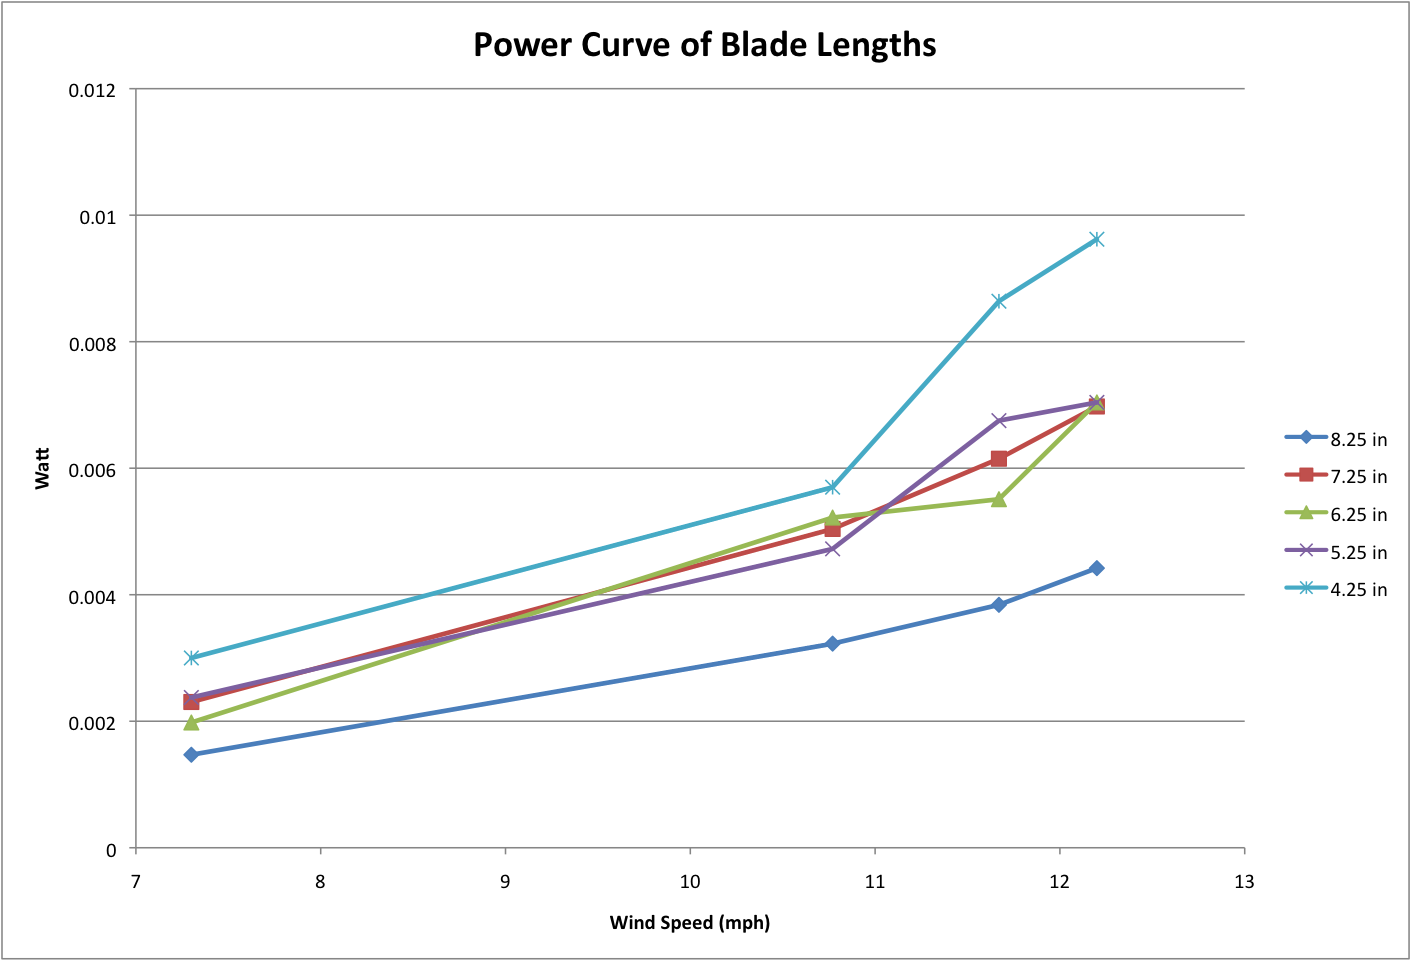 Power Curve of Blade Lengths
0.012
0.01
0.008
0.006
0.004
0.002
0
Watt
7 8 9 10 11 12 13
Wind Speed (mph)
8.25 in
7.25 in
6.25 in
5.25 in
4.25 in